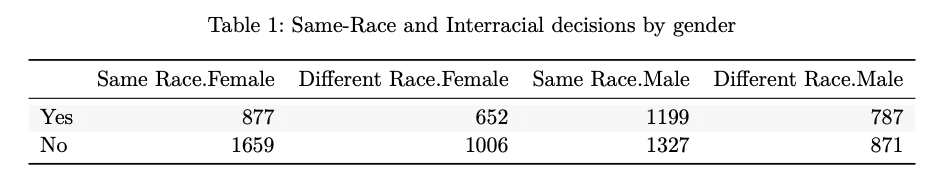 Table 1: Same-Race and Interracial decisions by gender
Same Race.Female Different Race.Female Same Race.Male Different Race.Male
Yes 877 652 1199 787
No 1659 1006 1327 871